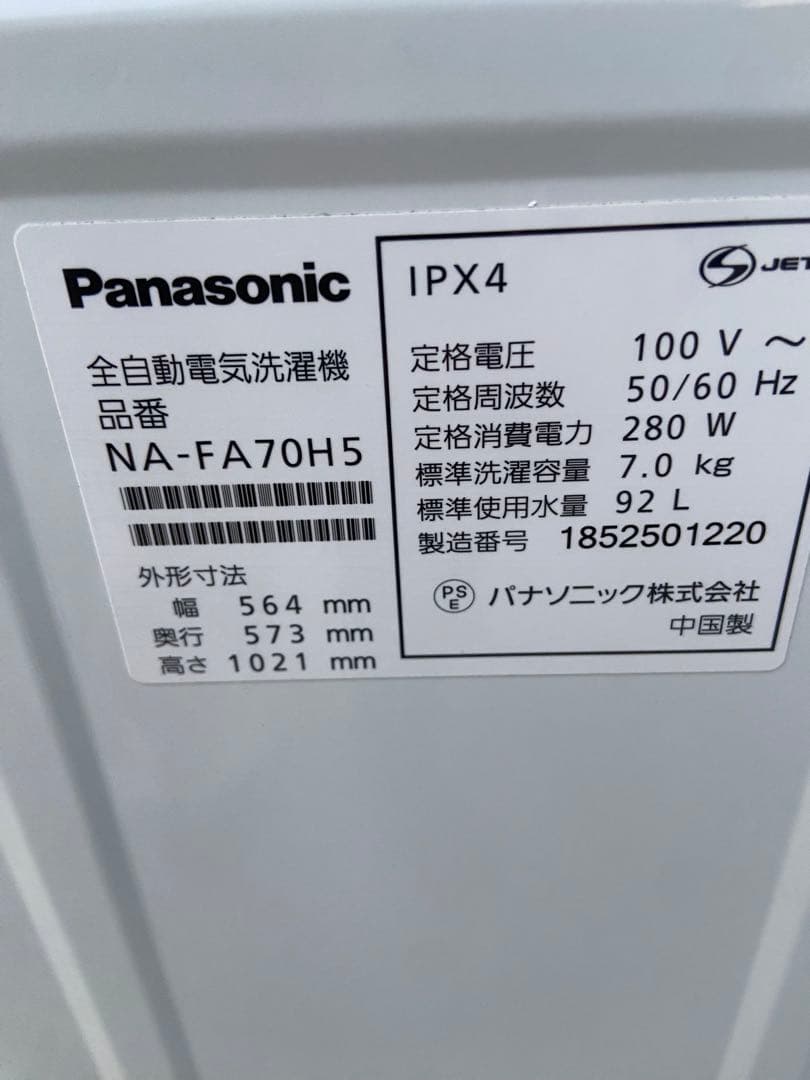 Panasonic
全自動電気洗濯機
品番
NA-FA70H5
外形寸法
幅 564 mm
奥行 573 mm
高さ 1021 mm
IPX4
JET
定格電圧 100 V ～
定格周波数 50/60 Hz
定格消費電力 280 W
標準洗濯容量 7.0 kg
標準使用水量 92 L
製造番号 1852501220
PS
E パナソニック株式会社
中国製